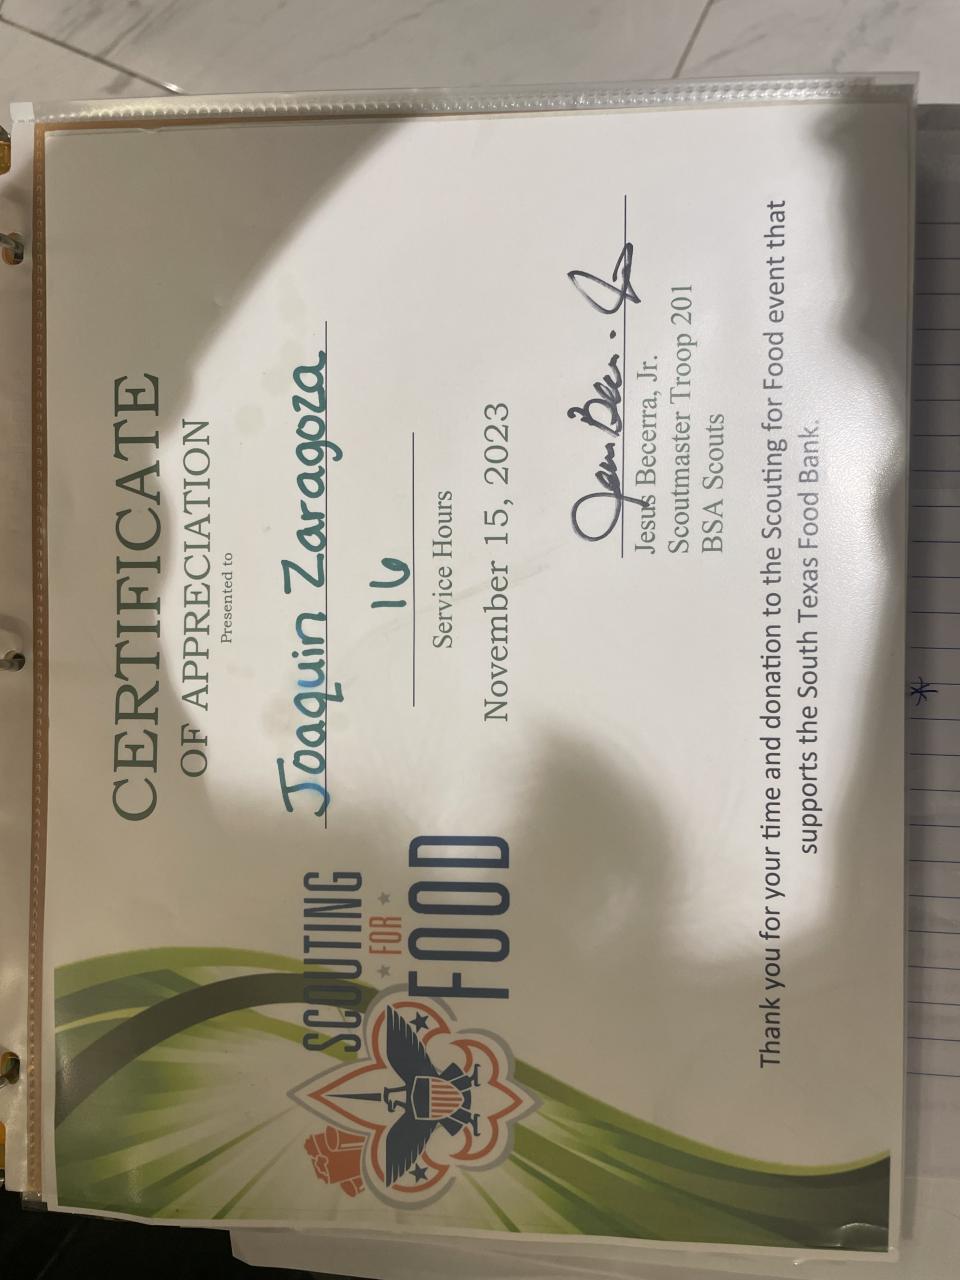 CERTIFICATE
OF APPRECIATION
Presented to
Joaquin Zaragoza
16
Service Hours
November 15, 2023
SCOUTING
FOR
FOOD
Jesus Becerra, Jr.
Scoutmaster Troop 201
BSA Scouts
Thank you for your time and donation to the Scouting for Food event that
supports the South Texas Food Bank.